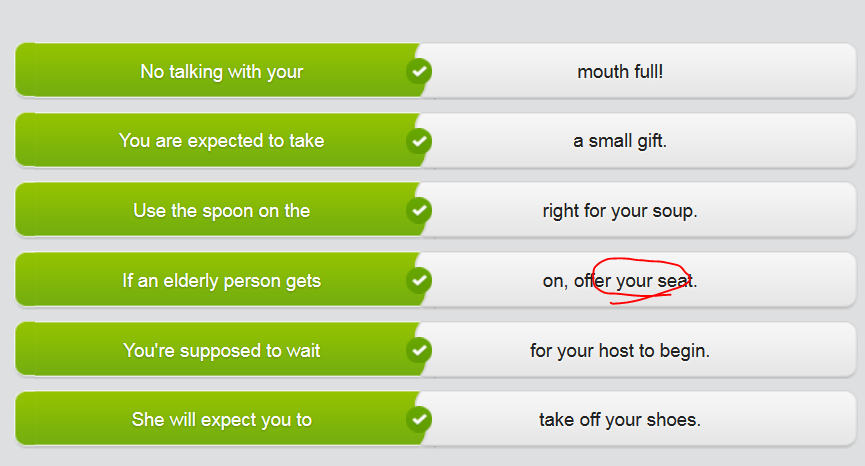 No talking with your mouth full!
You are expected to take a small gift.
Use the spoon on the right for your soup.
If an elderly person gets on, offer your seat.
You're supposed to wait for your host to begin.
She will expect you to take off your shoes.